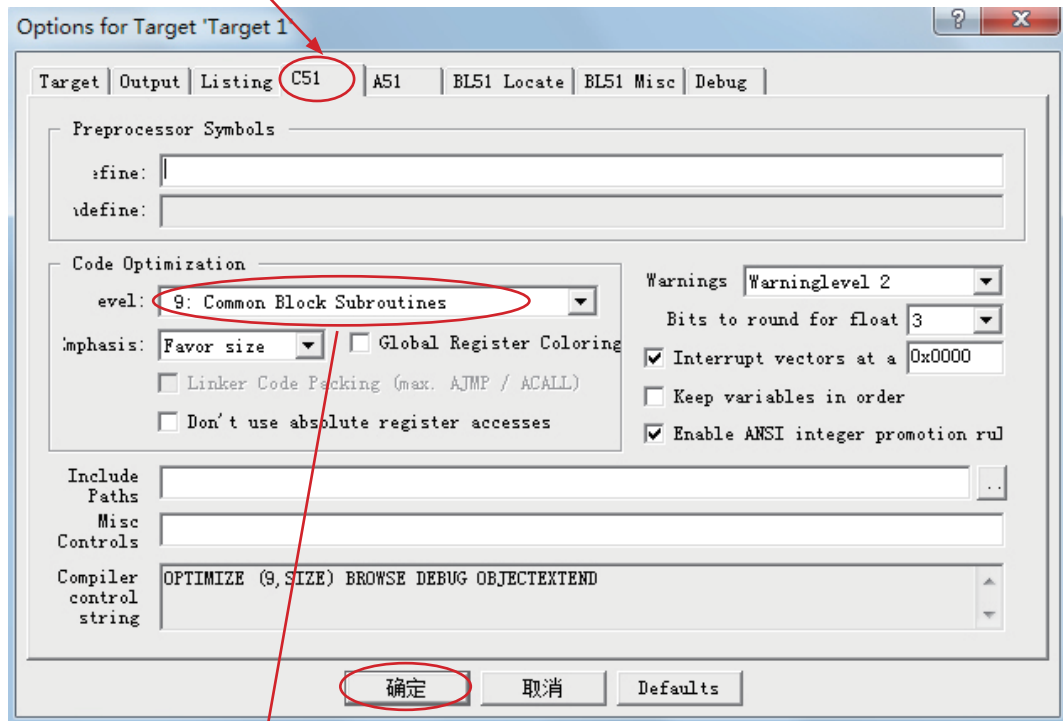 Options for Target 'Target 1'
Target Output Listing C51 A51 BL51 Locate BL51 Misc Debug
Preprocessor Symbols
efine:
define:
Code Optimization
evel: 9: Common Block Subroutines
mphasis: Favor size Global Register Coloring
Linker Code Packing (max. AJMP / ACALL)
Don't use absolute register accesses
Warnings Warninglevel 2
Bits to round for float 3
Interrupt vectors at a 0x0000
Keep variables in order
Enable ANSI integer promotion rul
Include
Paths
..
Misc
Controls
Compiler
control
string
OPTIMIZE (9,SIZE) BROWSE DEBUG OBJECTEXTEND
确定 取消 Defaults